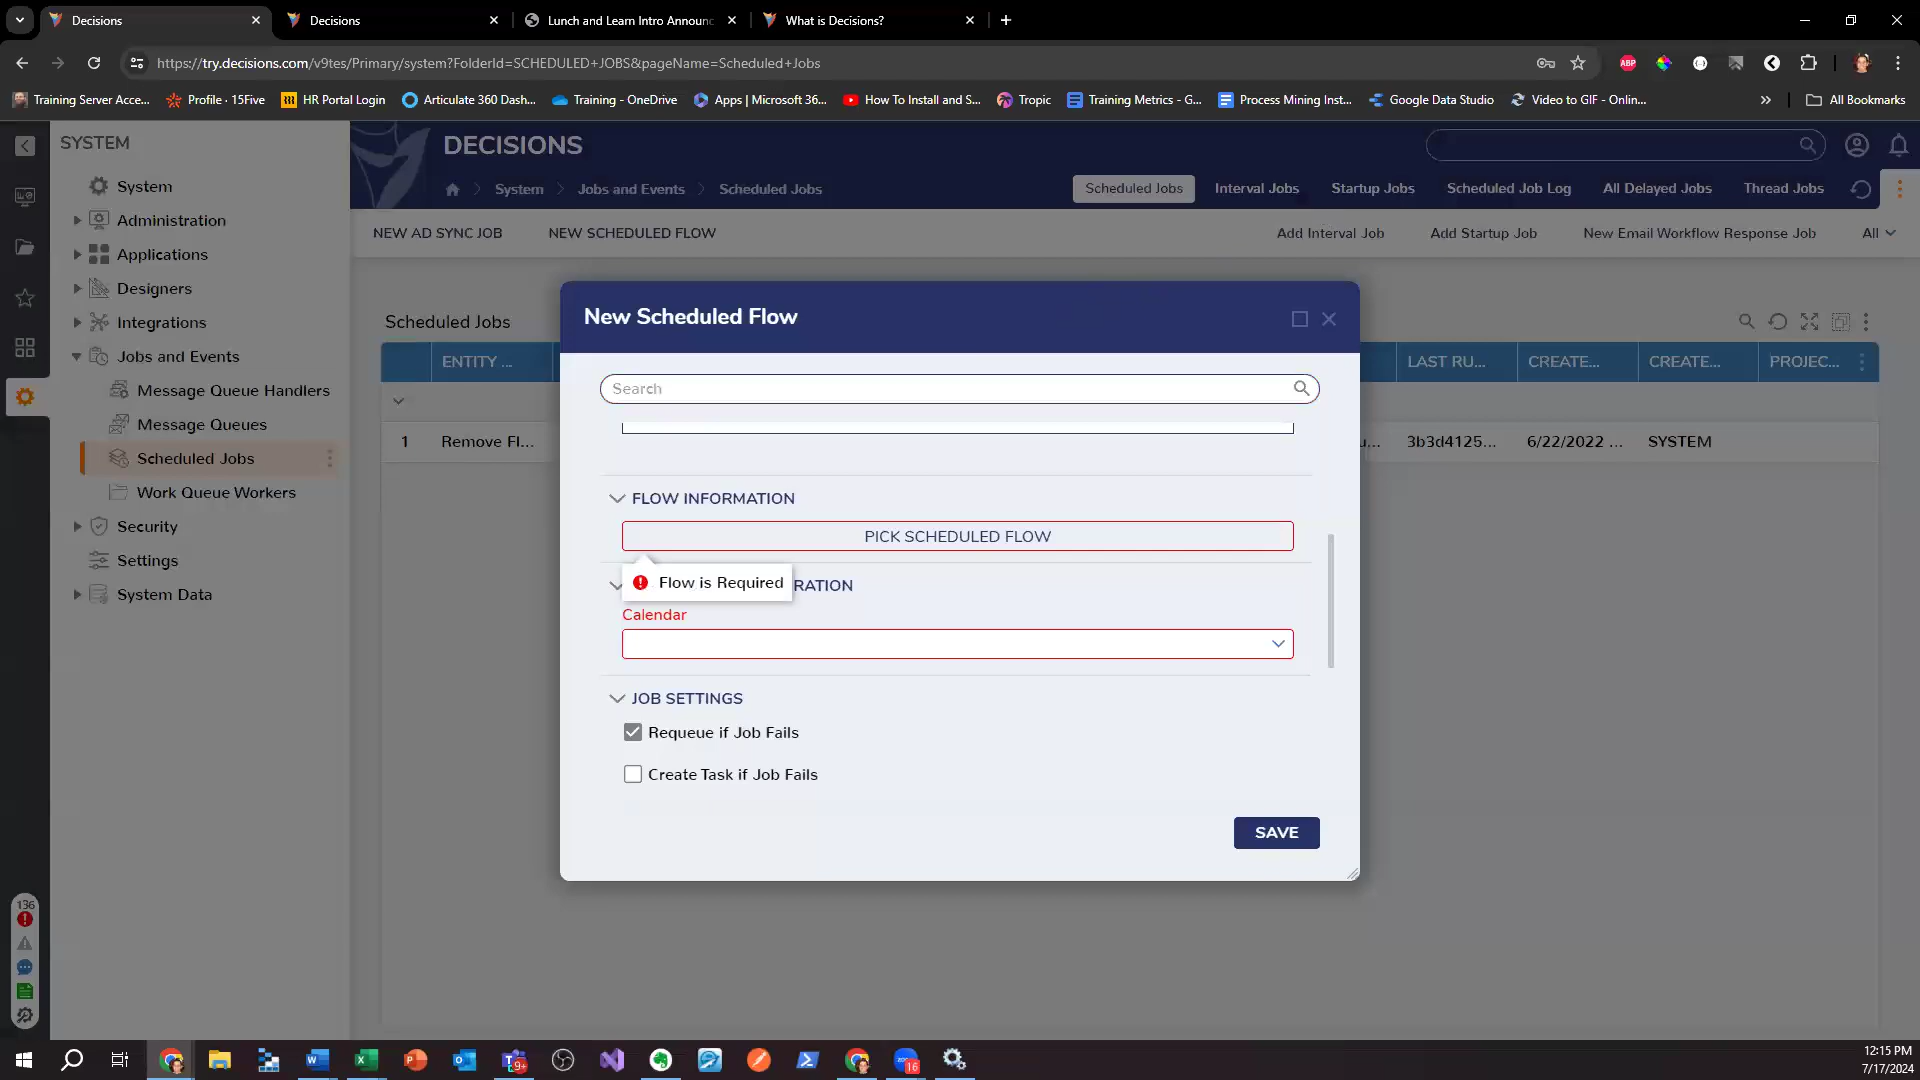 Decisions
Decisions
Lunch and Learn Intro Announc
What is Decisions?
https://try.decisions.com/v9tes/Primary/system?FolderId=SCHEDULED+JOBS&pageName=Scheduled+Jobs
ABP
Training Server Acce...
Profile · 15Five
HR Portal Login
Articulate 360 Dash...
Training - OneDrive
Apps | Microsoft 36...
How To Install and S...
Tropic
Training Metrics - G...
Process Mining Inst...
Google Data Studio
Video to GIF - Onlin...
All Bookmarks
SYSTEM
System
Administration
Applications
Designers
Integrations
Jobs and Events
Message Queue Handlers
Message Queues
Scheduled Jobs
Work Queue Workers
Security
Settings
System Data
136
DECISIONS
System
Jobs and Events
Scheduled Jobs
Scheduled Jobs
Interval Jobs
Startup Jobs
Scheduled Job Log
All Delayed Jobs
Thread Jobs
NEW AD SYNC JOB
NEW SCHEDULED FLOW
Add Interval Job
Add Startup Job
New Email Workflow Response Job
All
Scheduled Jobs
ENTITY ...
LAST RU...
CREATE...
CREATE...
PROJEC...
1
Remove Fl...
u...
3b3d4125...
6/22/2022 ...
SYSTEM
New Scheduled Flow
Search
FLOW INFORMATION
PICK SCHEDULED FLOW
Flow is Required
RATION
Calendar
JOB SETTINGS
Requeue if Job Fails
Create Task if Job Fails
SAVE
9+
16
12:15 PM
7/17/2024